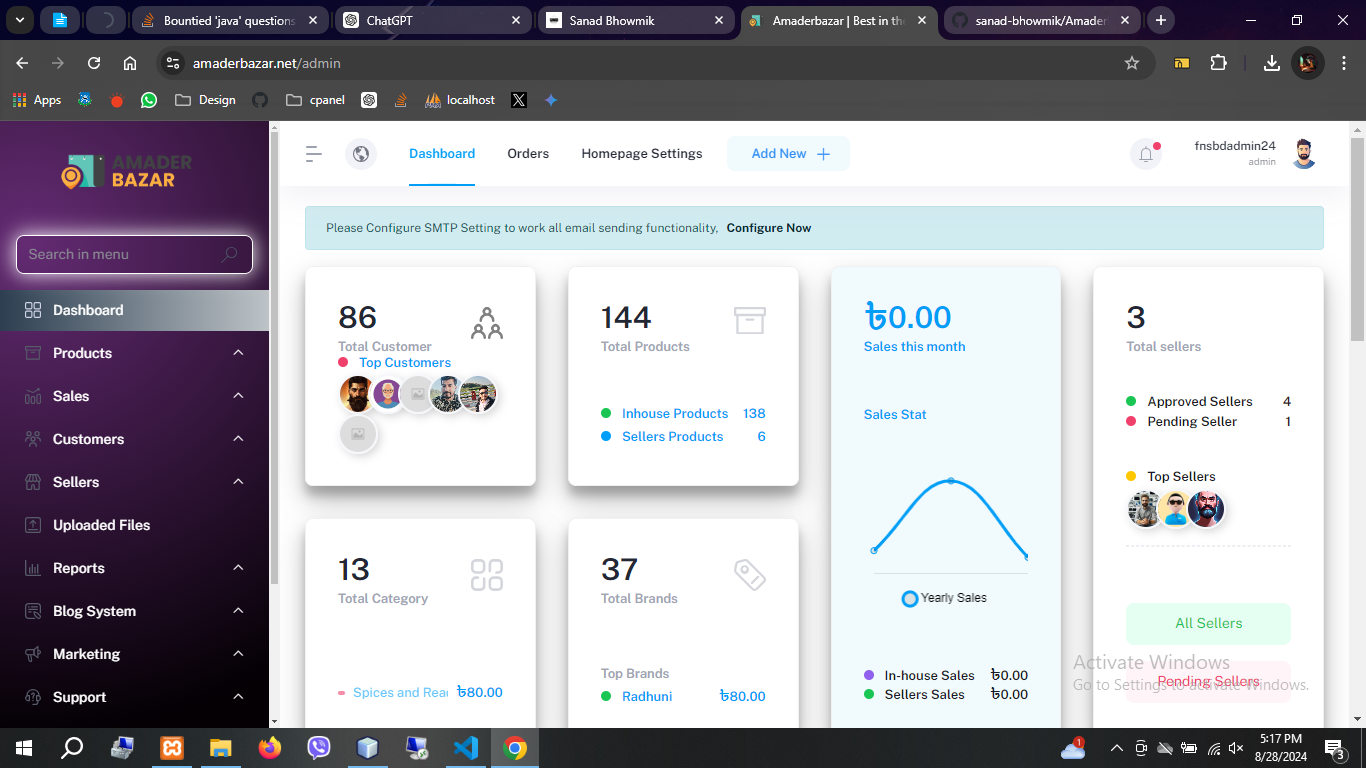 Bountied 'java' questions
ChatGPT
Sanad Bhowmik
Amaderbazar | Best in the
sanad-bhowmik/Amader
amaderbazar.net/admin
Apps
Design
cpanel
localhost
AMADER
BAZAR
Dashboard
Orders
Homepage Settings
Add New
fnsbdadmin24
admin
Search in menu
Please Configure SMTP Setting to work all email sending functionality, Configure Now
Dashboard
Products
Sales
Customers
Sellers
Uploaded Files
Reports
Blog System
Marketing
Support
86
Total Customer
Top Customers
144
Total Products
Inhouse Products 138
Sellers Products 6
৳0.00
Sales this month
Sales Stat
Yearly Sales
In-house Sales ৳0.00
Sellers Sales ৳0.00
3
Total sellers
Approved Sellers 4
Pending Seller 1
Top Sellers
All Sellers
Pending Sellers
13
Total Category
Spices and Rea ৳80.00
37
Total Brands
Top Brands
Radhuni ৳80.00
Activate Windows
Go to Settings to activate Windows.
1
5:17 PM
8/28/2024
3